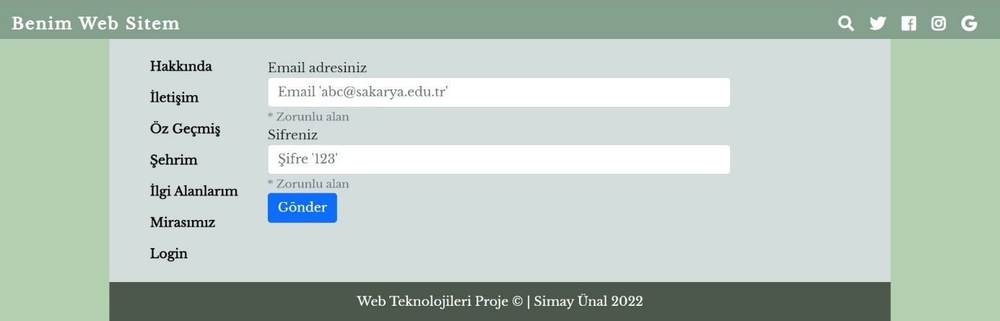 Benim Web Sitem
Hakkında
İletişim
Öz Geçmiş
Şehrim
İlgi Alanlarım
Mirasımız
Login
Email adresiniz
Email 'abc@sakarya.edu.tr'
* Zorunlu alan
Sifreniz
Şifre '123'
* Zorunlu alan
Gönder
Web Teknolojileri Proje © | Simay Ünal 2022